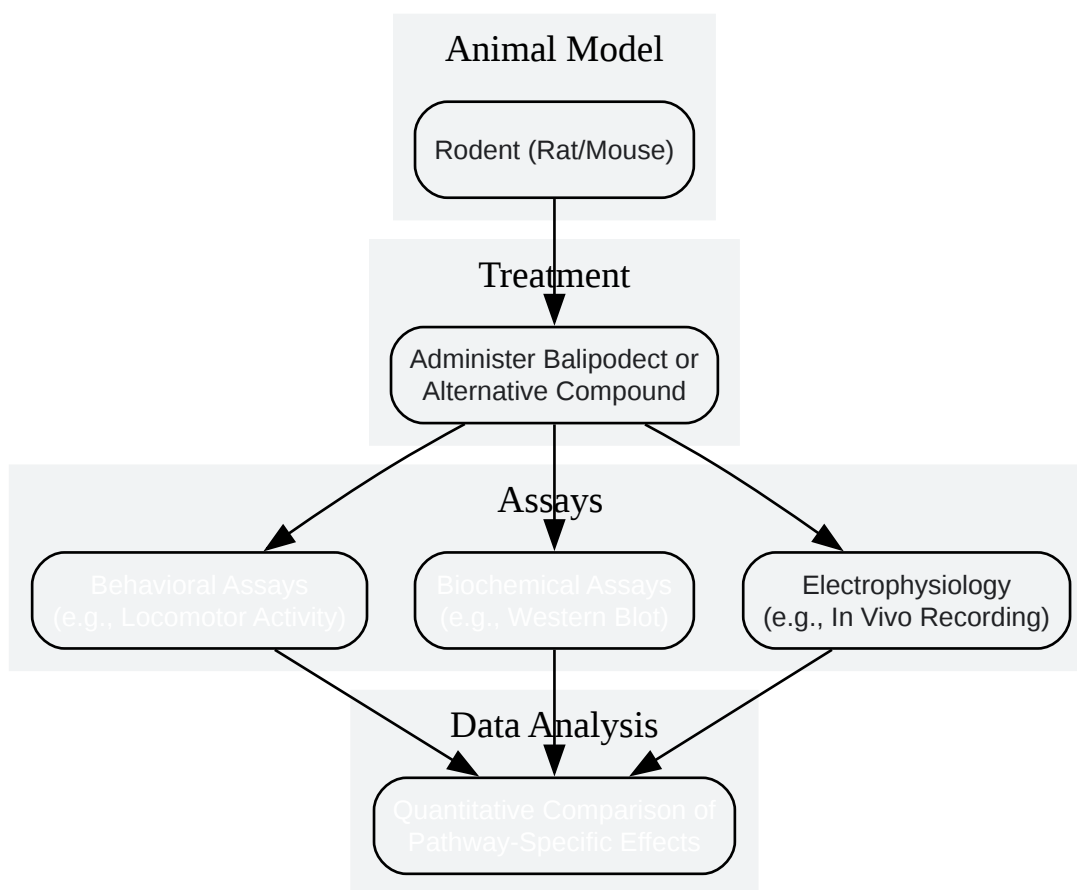 Animal Model
Rodent (Rat/Mouse)
Treatment
Administer Balipodect or
Alternative Compound
Assays
Behavioral Assays
(e.g., Locomotor Activity)
Biochemical Assays
(e.g., Western Blot)
Electrophysiology
(e.g., In Vivo Recording)
Data Analysis
Quantitative Comparison of
Pathway-Specific Effects